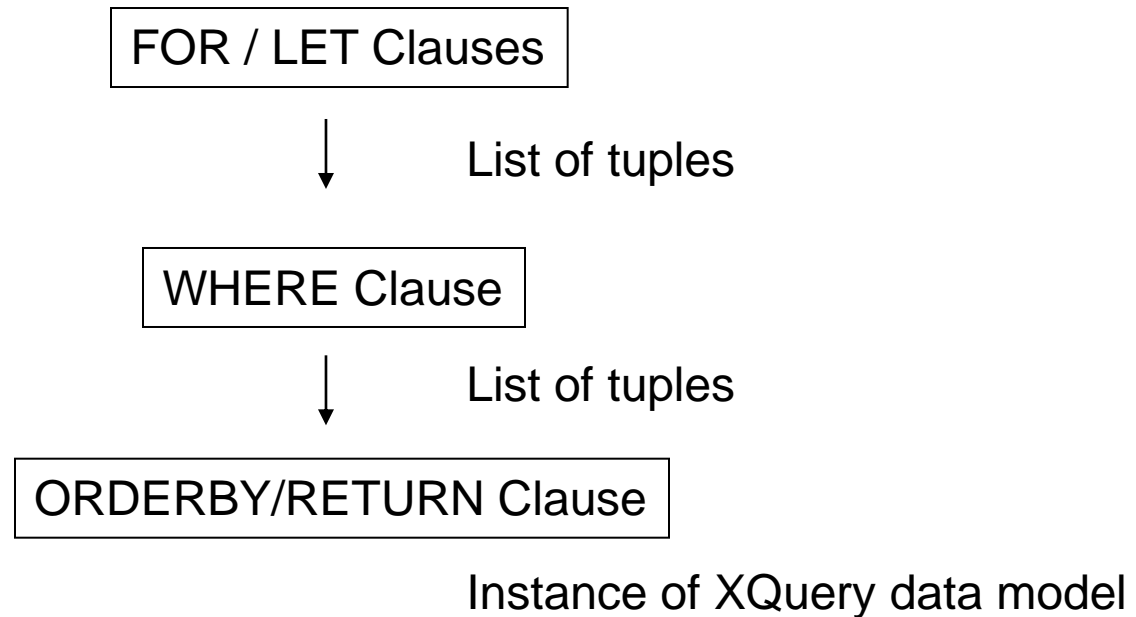 FOR / LET Clauses
List of tuples
WHERE Clause
List of tuples
ORDERBY/RETURN Clause
Instance of XQuery data model